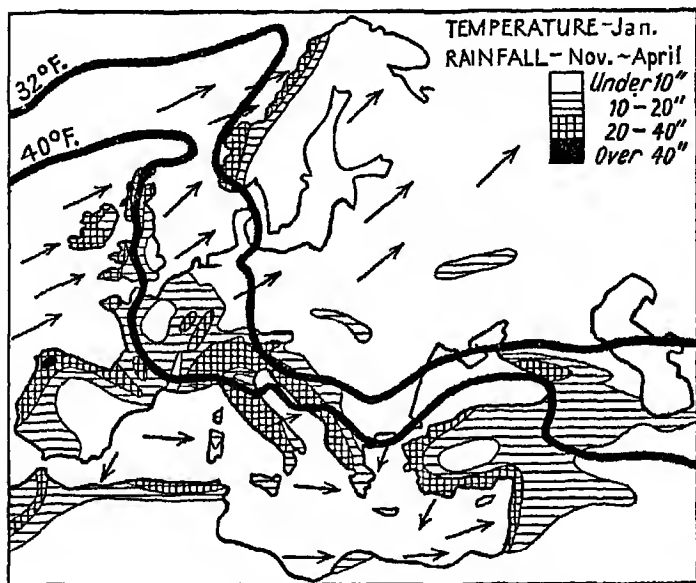 TEMPERATURE-Jan.
RAINFALL-Nov.~April
Under 10"
10-20"
20-40"
Over 40"
32°F.
40°F.